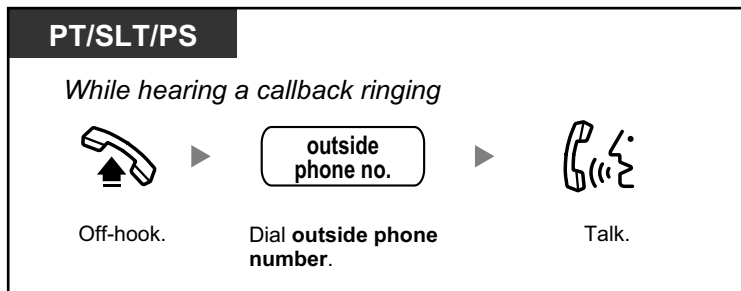 PT/SLT/PS
While hearing a callback ringing
outside
phone no.
Off-hook.
Dial outside phone
number.
Talk.